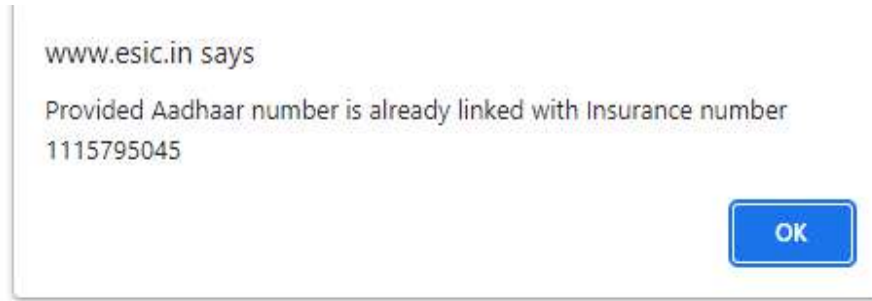 www.esic.in says
Provided Aadhaar number is already linked with Insurance number
1115795045
OK